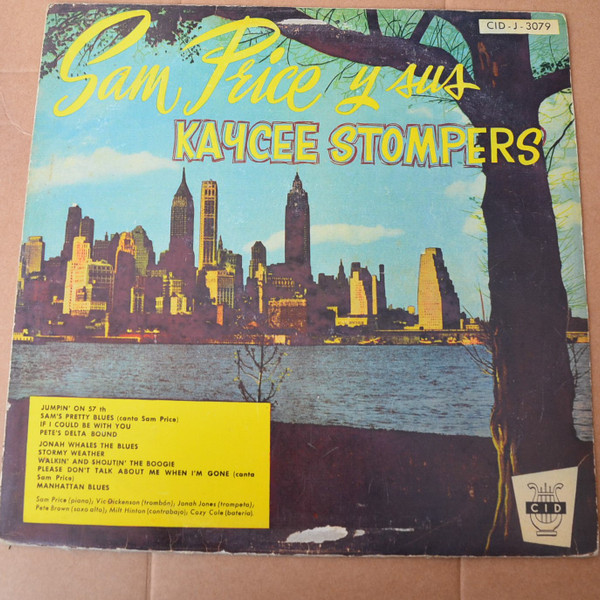 CID-J-3079
Sam Price y sus
KAYCEE STOMPERS
JUMPIN' ON 57 th
SAM'S PRETTY BLUES (canta Sam Price)
IF I COULD BE WITH YOU
PETE'S DELTA BOUND
JONAH WHALES THE BLUES
STORMY WEATHER
WALKIN' AND SHOUTIN' THE BOOGIE
PLEASE DON'T TALK ABOUT ME WHEN I'M GONE (canta
Sam Price)
MANHATTAN BLUES
Sam Price (piano); Vic Dickenson (trombón); Jonah Jones (trompeta);
Pete Brown (saxo alto); Milt Hinton (contrabajo); Cozy Cole (batería).
CID